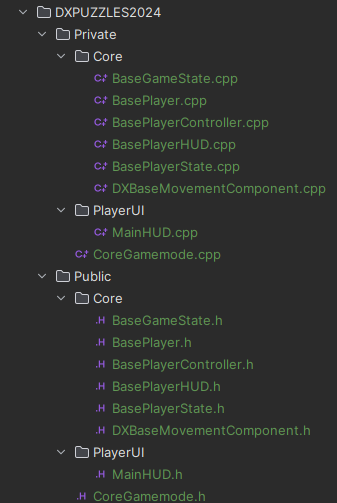 DXPUZZLES2024
Private
Core
BaseGameState.cpp
BasePlayer.cpp
BasePlayerController.cpp
BasePlayerHUD.cpp
BasePlayerState.cpp
DXBaseMovementComponent.cpp
PlayerUI
MainHUD.cpp
CoreGamemode.cpp
Public
Core
.H BaseGameState.h
.H BasePlayer.h
.H BasePlayerController.h
.H BasePlayerHUD.h
.H BasePlayerState.h
.H DXBaseMovementComponent.h
PlayerUI
.H MainHUD.h
.H CoreGamemode.h